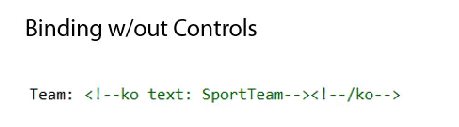 Binding w/out Controls
Team: <!--ko text: SportTeam--><!--/ko-->